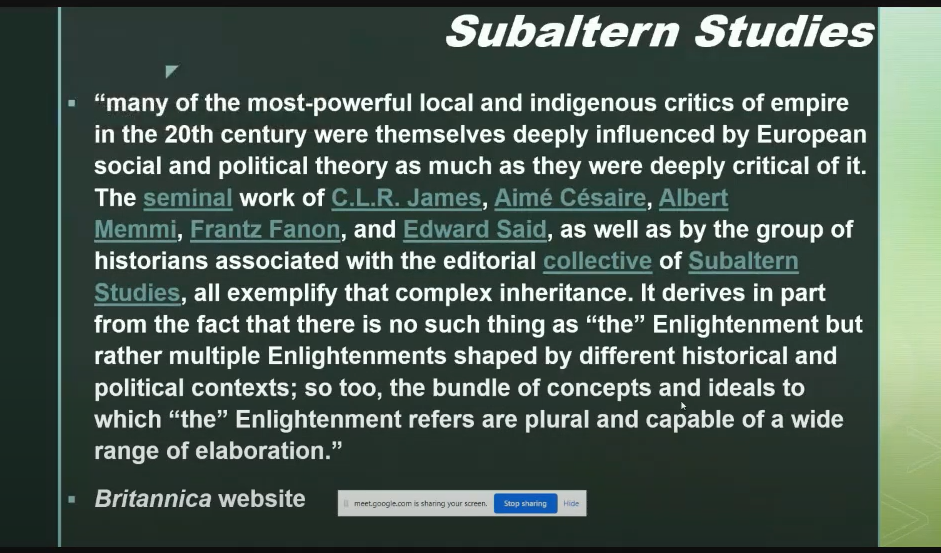 Subaltern Studies
▪ “many of the most-powerful local and indigenous critics of empire
in the 20th century were themselves deeply influenced by European
social and political theory as much as they were deeply critical of it.
The seminal work of C.L.R. James, Aimé Césaire, Albert
Memmi, Frantz Fanon, and Edward Said, as well as by the group of
historians associated with the editorial collective of Subaltern
Studies, all exemplify that complex inheritance. It derives in part
from the fact that there is no such thing as “the” Enlightenment but
rather multiple Enlightenments shaped by different historical and
political contexts; so too, the bundle of concepts and ideals to
which “the” Enlightenment refers are plural and capable of a wide
range of elaboration.”
▪ Britannica website
meet.google.com is sharing your screen. Stop sharing Hide